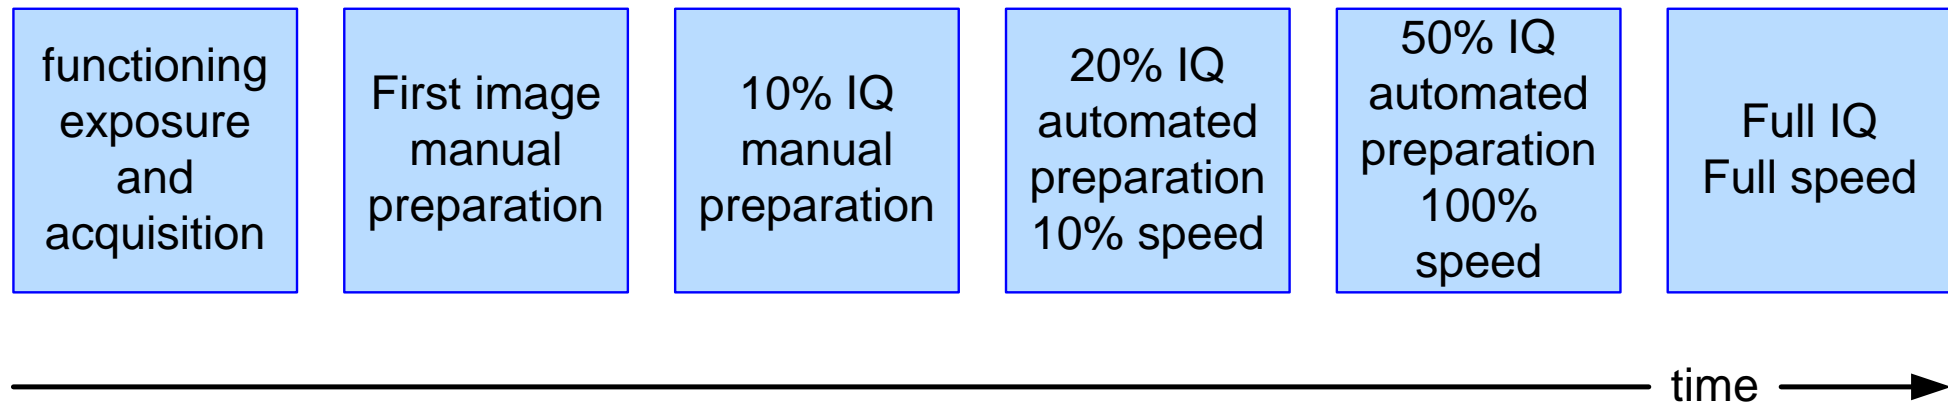 functioning
exposure
and
acquisition
First image
manual
preparation
10% IQ
manual
preparation
20% IQ
automated
preparation
10% speed
50% IQ
automated
preparation
100%
speed
Full IQ
Full speed
time